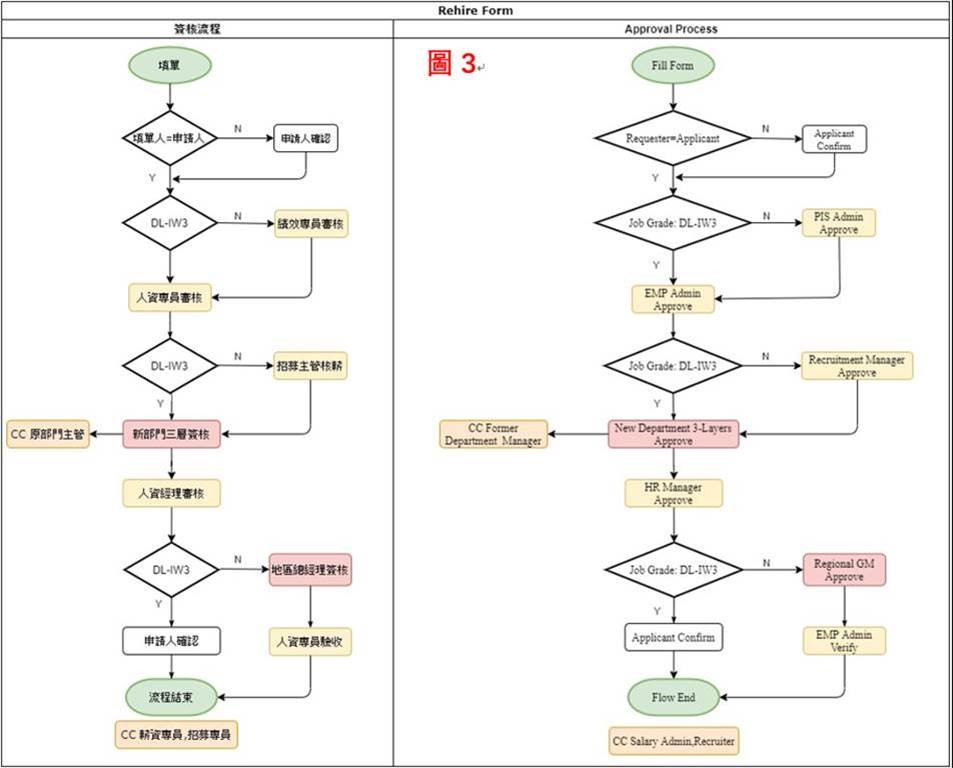 Rehire Form
簽核流程
填單
填單人=申請人
N
申請人確認
Y
DL-IW3
N
績效專員審核
人資專員審核
DL-IW3
N
招募主管核薪
Y
CC 原部門主管
新部門三層簽核
人資經理審核
DL-IW3
N
地區總經理簽核
Y
申請人確認
人資專員驗收
流程結束
CC 薪資專員,招募專員
Approval Process
圖 3
Fill Form
Requester=Applicant
N
Applicant
Confirm
Y
Job Grade: DL-IW3
N
PIS Admin
Approve
Y
EMP Admin
Approve
Job Grade: DL-IW3
N
Recruitment Manager
Approve
Y
CC Former
Department Manager
New Department 3-Layers
Approve
HR Manager
Approve
Job Grade: DL-IW3
N
Regional GM
Approve
Y
Applicant Confirm
EMP Admin
Verify
Flow End
CC Salary Admin,Recruiter